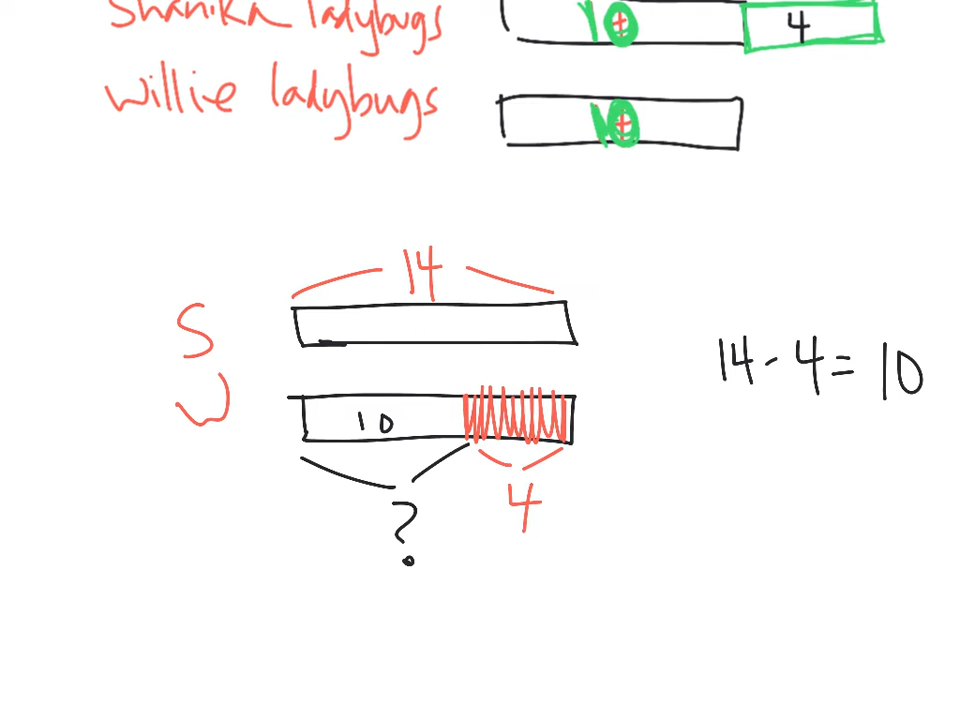 Shanika ladybugs 10 4
Willie ladybugs 10
14
S
W 10
14 - 4 = 10
4
?